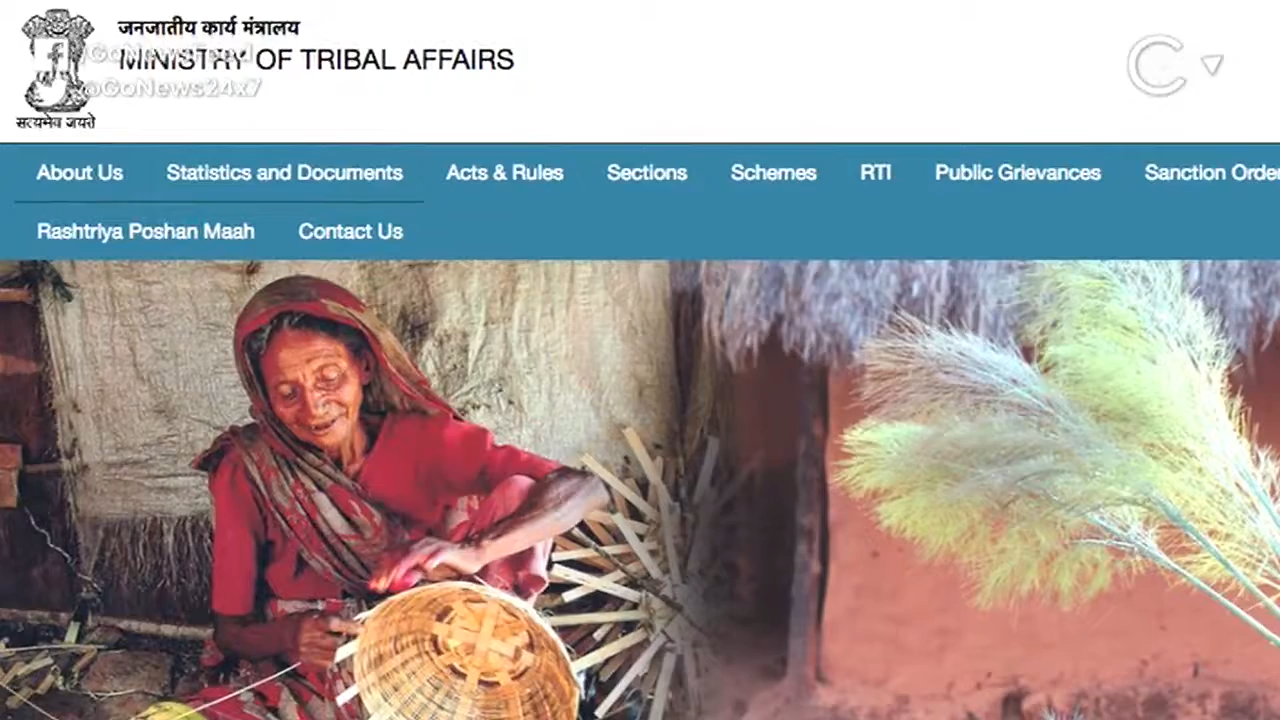 जनजातीय कार्य मंत्रालय
MINISTRY OF TRIBAL AFFAIRS
@GoNews24x7
सत्यमेव जयते
About Us
Statistics and Documents
Acts & Rules
Sections
Schemes
RTI
Public Grievances
Sanction Order
Rashtriya Poshan Maah
Contact Us